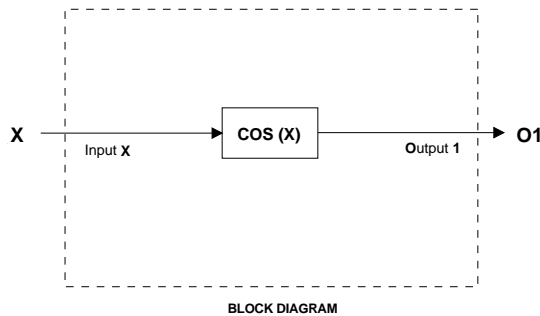 X
Input X
COS (X)
Output 1
O1
BLOCK DIAGRAM